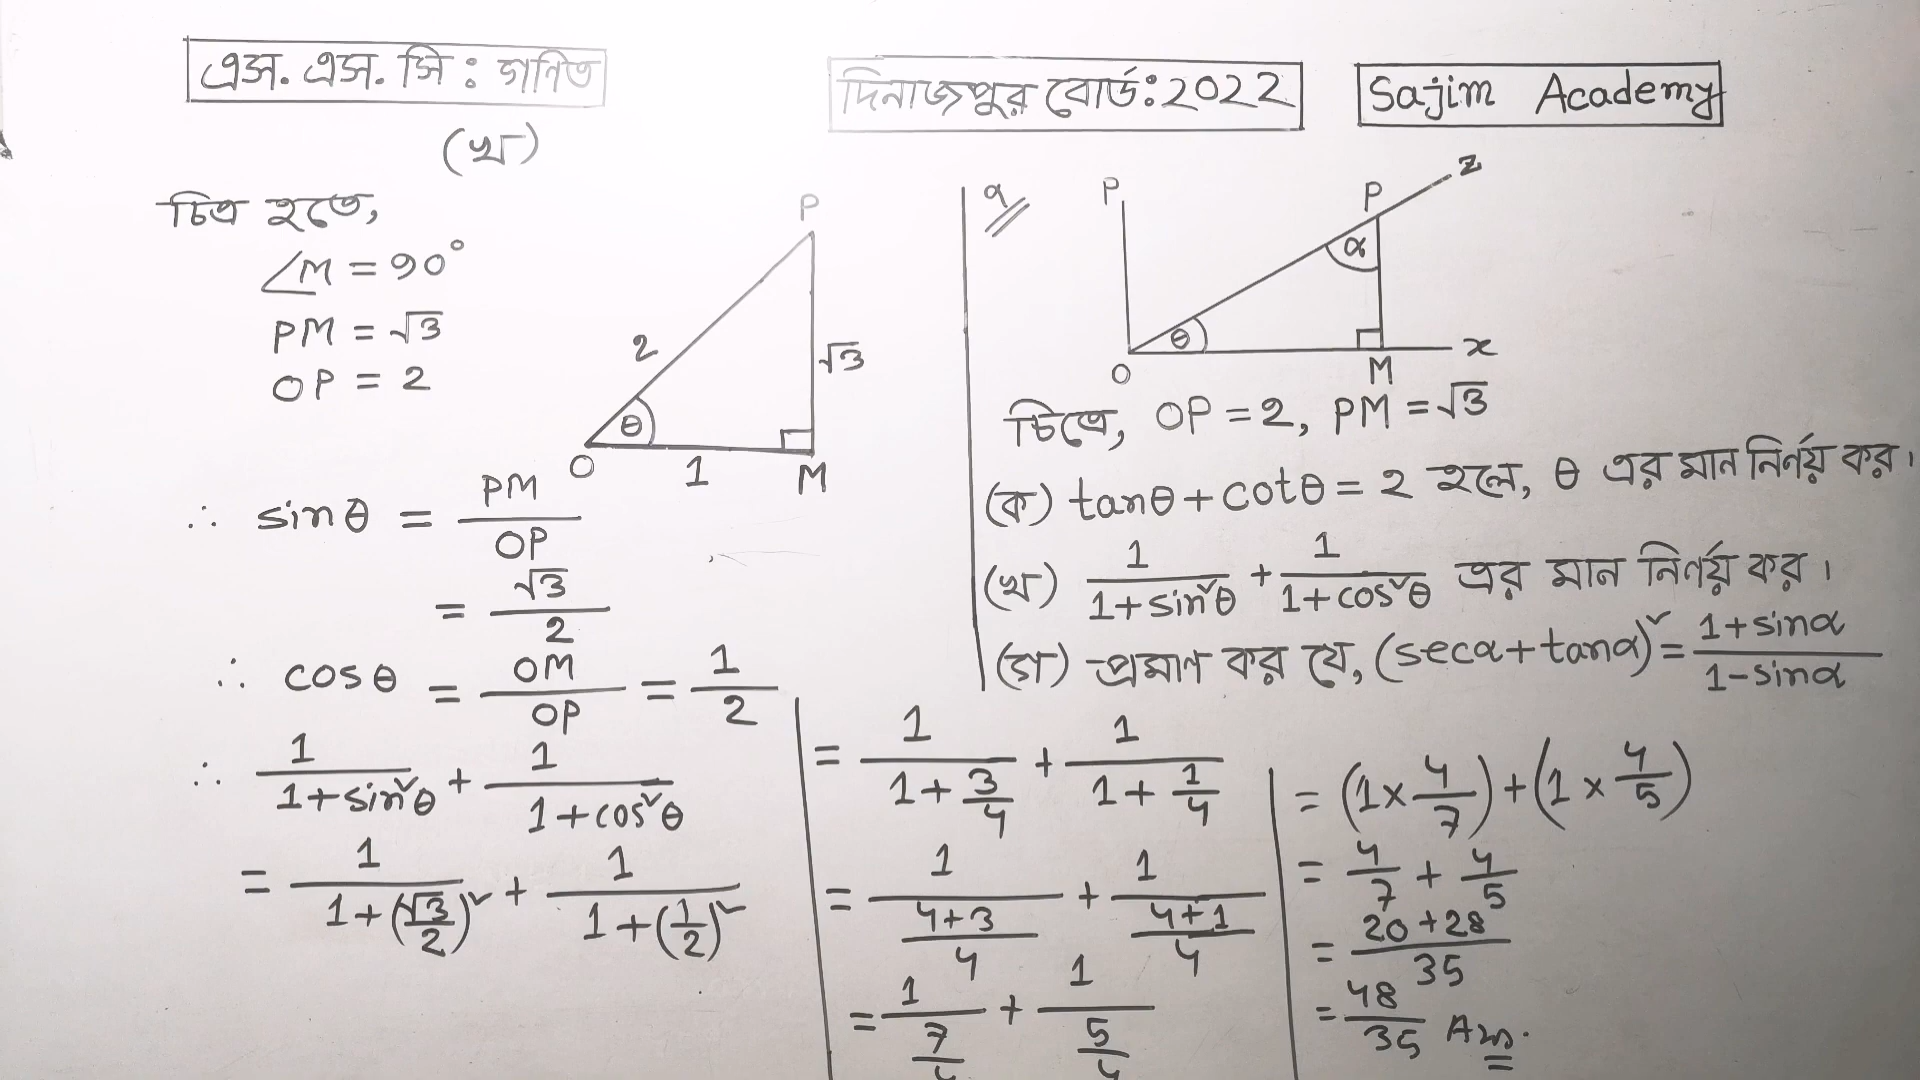 এস. এস. সি : গণিত
দিনাজপুর বোর্ড: ২০২২
Sajim Academy
(খ)
চিত্র হতে,
∠M = 90°
PM = √3
OP = 2
P
2
√3
θ
O
1
M
∴ sinθ = PM/OP
= √3/2
∴ cosθ = OM/OP = 1/2
∴ 1/(1+sin²θ) + 1/(1+cos²θ)
= 1/(1+(√3/2)²) + 1/(1+(1/2)²)
P
P
z
α
θ
O
M
x
চিত্রে, OP = 2, PM = √3
(ক) tanθ + cotθ = 2 হলে, θ এর মান নির্ণয় কর।
(খ) 1/(1+sin²θ) + 1/(1+cos²θ) এর মান নির্ণয় কর।
(গ) প্রমাণ কর যে, (secα + tanα)² = (1+sinα)/(1-sinα)
= 1/(1+3/4) + 1/(1+1/4)
= 1/((4+3)/4) + 1/((4+1)/4)
= 1/(7/4) + 1/(5/4)
= (1×4/7) + (1×4/5)
= 4/7 + 4/5
= (20+28)/35
= 48/35 Ans.